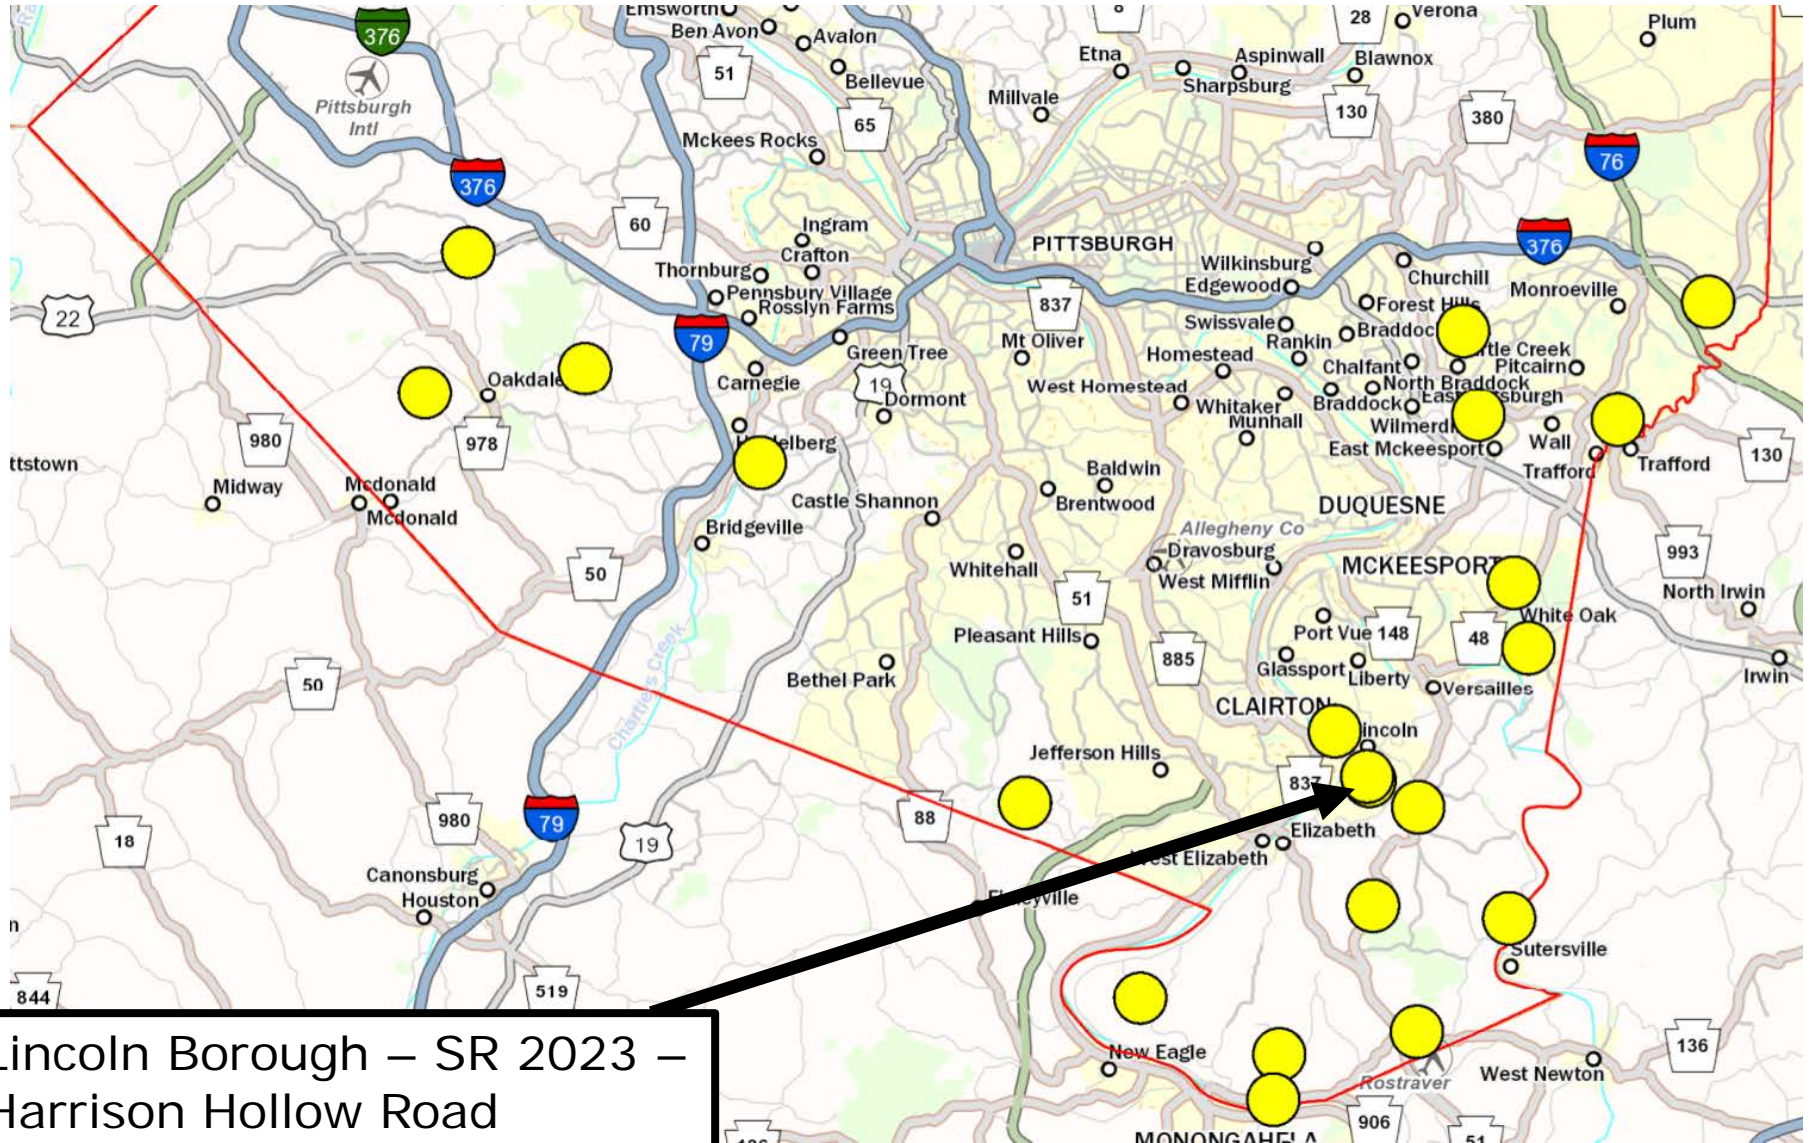 Emsworth
Ben Avon
Avalon
Bellevue
Verona
Plum
Etna
Aspinwall
Blawnox
Sharpsburg
Millvale
Mckees Rocks
376
51
65
8
28
130
380
76
Pittsburgh
Intl
376
60
Ingram
Crafton
Thornburg
Pennsbury Village
Rosslyn Farms
PITTSBURGH
Wilkinsburg
Edgewood
Churchill
376
Monroeville
22
79
837
Forest Hills
Swissvale
Rankin
Mt Oliver
Homestead
Green Tree
Carnegie
19
Dormont
West Homestead
Whitaker
Munhall
Chalfant
Pitcairn
North Braddock
Braddock
East Mckeesport
Wall
Trafford
Trafford
130
Oakdale
980
978
ttstown
Midway
Mcdonald
Mcdonald
Castle Shannon
Baldwin
Brentwood
DUQUESNE
Bridgeville
Allegheny Co
Dravosburg
West Mifflin
MCKEESPORT
993
50
Whitehall
51
North Irwin
White Oak
Port Vue
148
48
Pleasant Hills
885
Glassport
Liberty
Versailles
Irwin
50
Bethel Park
Chartiers Creek
CLAIRTON
Jefferson Hills
837
980
79
88
18
19
Elizabeth
West Elizabeth
Canonsburg
Houston
Sutersville
844
519
New Eagle
Rostraver
West Newton
136
906
51
MONONGAHELA
Lincoln Borough – SR 2023 –
Harrison Hollow Road